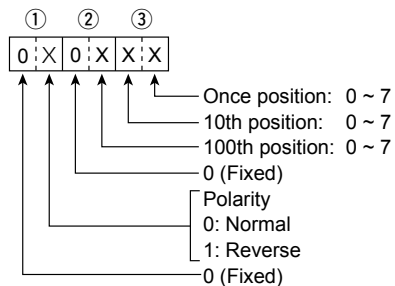 ① ② ③
0 X 0 X X X
Once position: 0 ~ 7
10th position: 0 ~ 7
100th position: 0 ~ 7
0 (Fixed)
Polarity
0: Normal
1: Reverse
0 (Fixed)